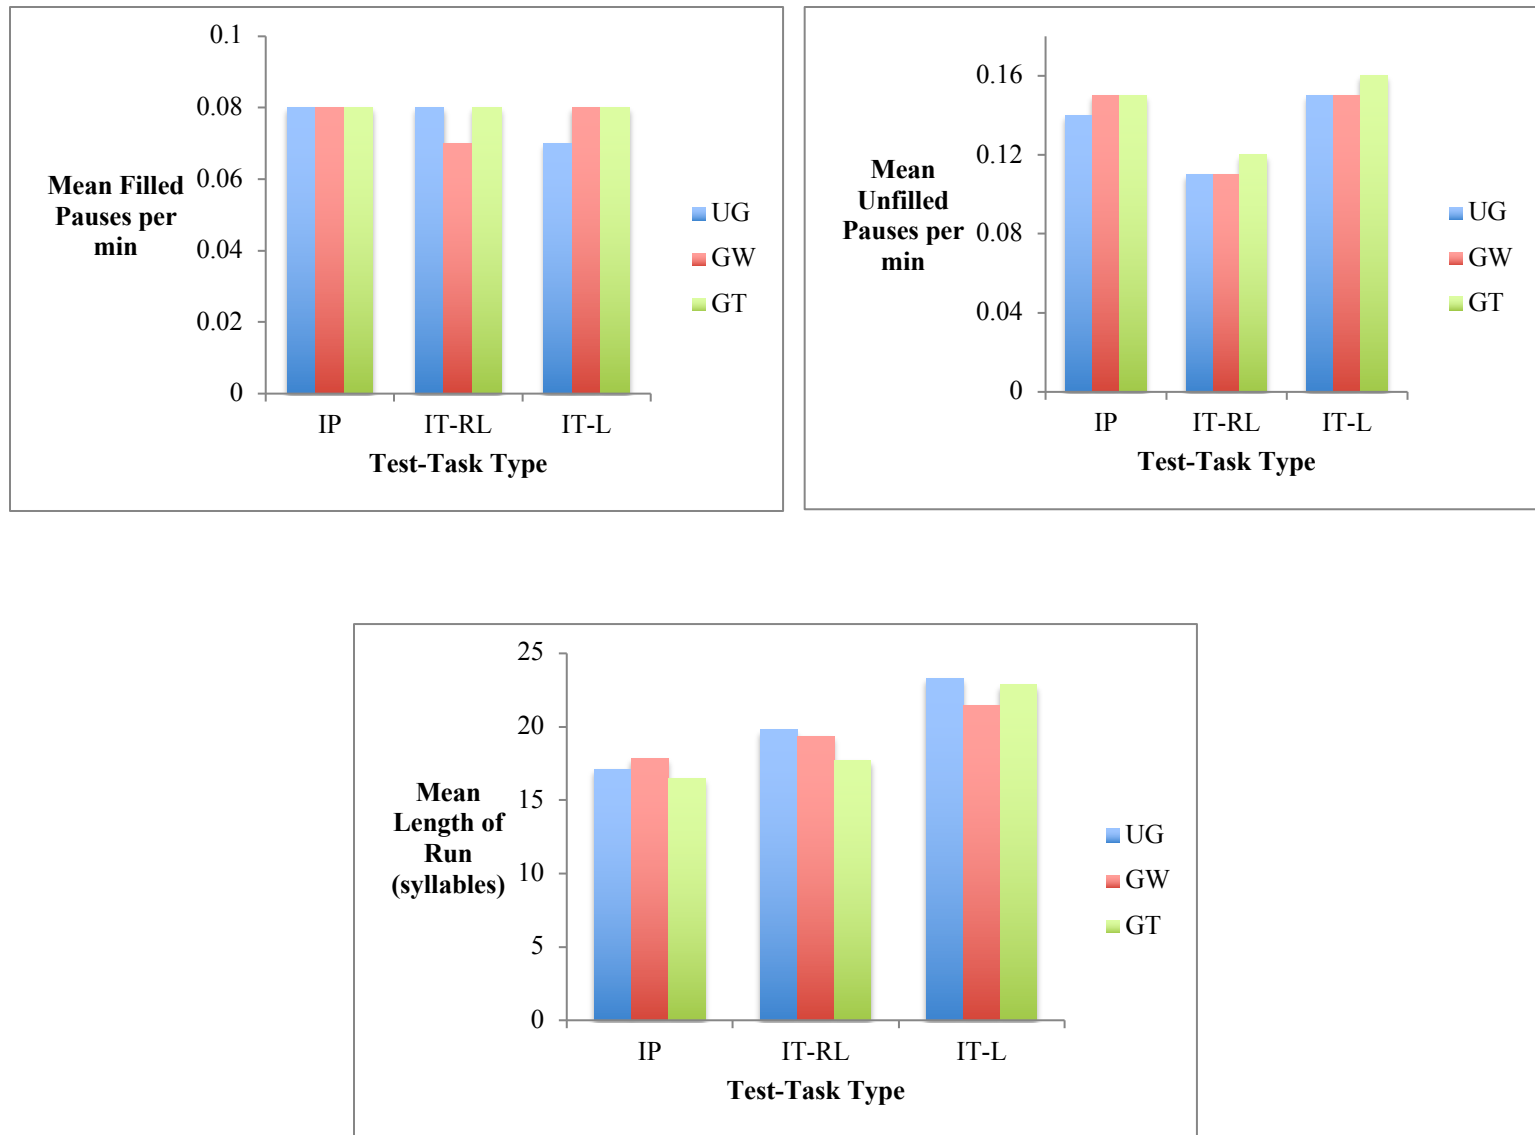 0.1
0.08
0.06
0.04
0.02
0
Mean Filled
Pauses per
min
IP IT-RL IT-L
Test-Task Type
UG
GW
GT
0.16
0.12
0.08
0.04
0
Mean
Unfilled
Pauses per
min
IP IT-RL IT-L
Test-Task Type
UG
GW
GT
25
20
15
10
5
0
Mean
Length of
Run
(syllables)
IP IT-RL IT-L
Test-Task Type
UG
GW
GT